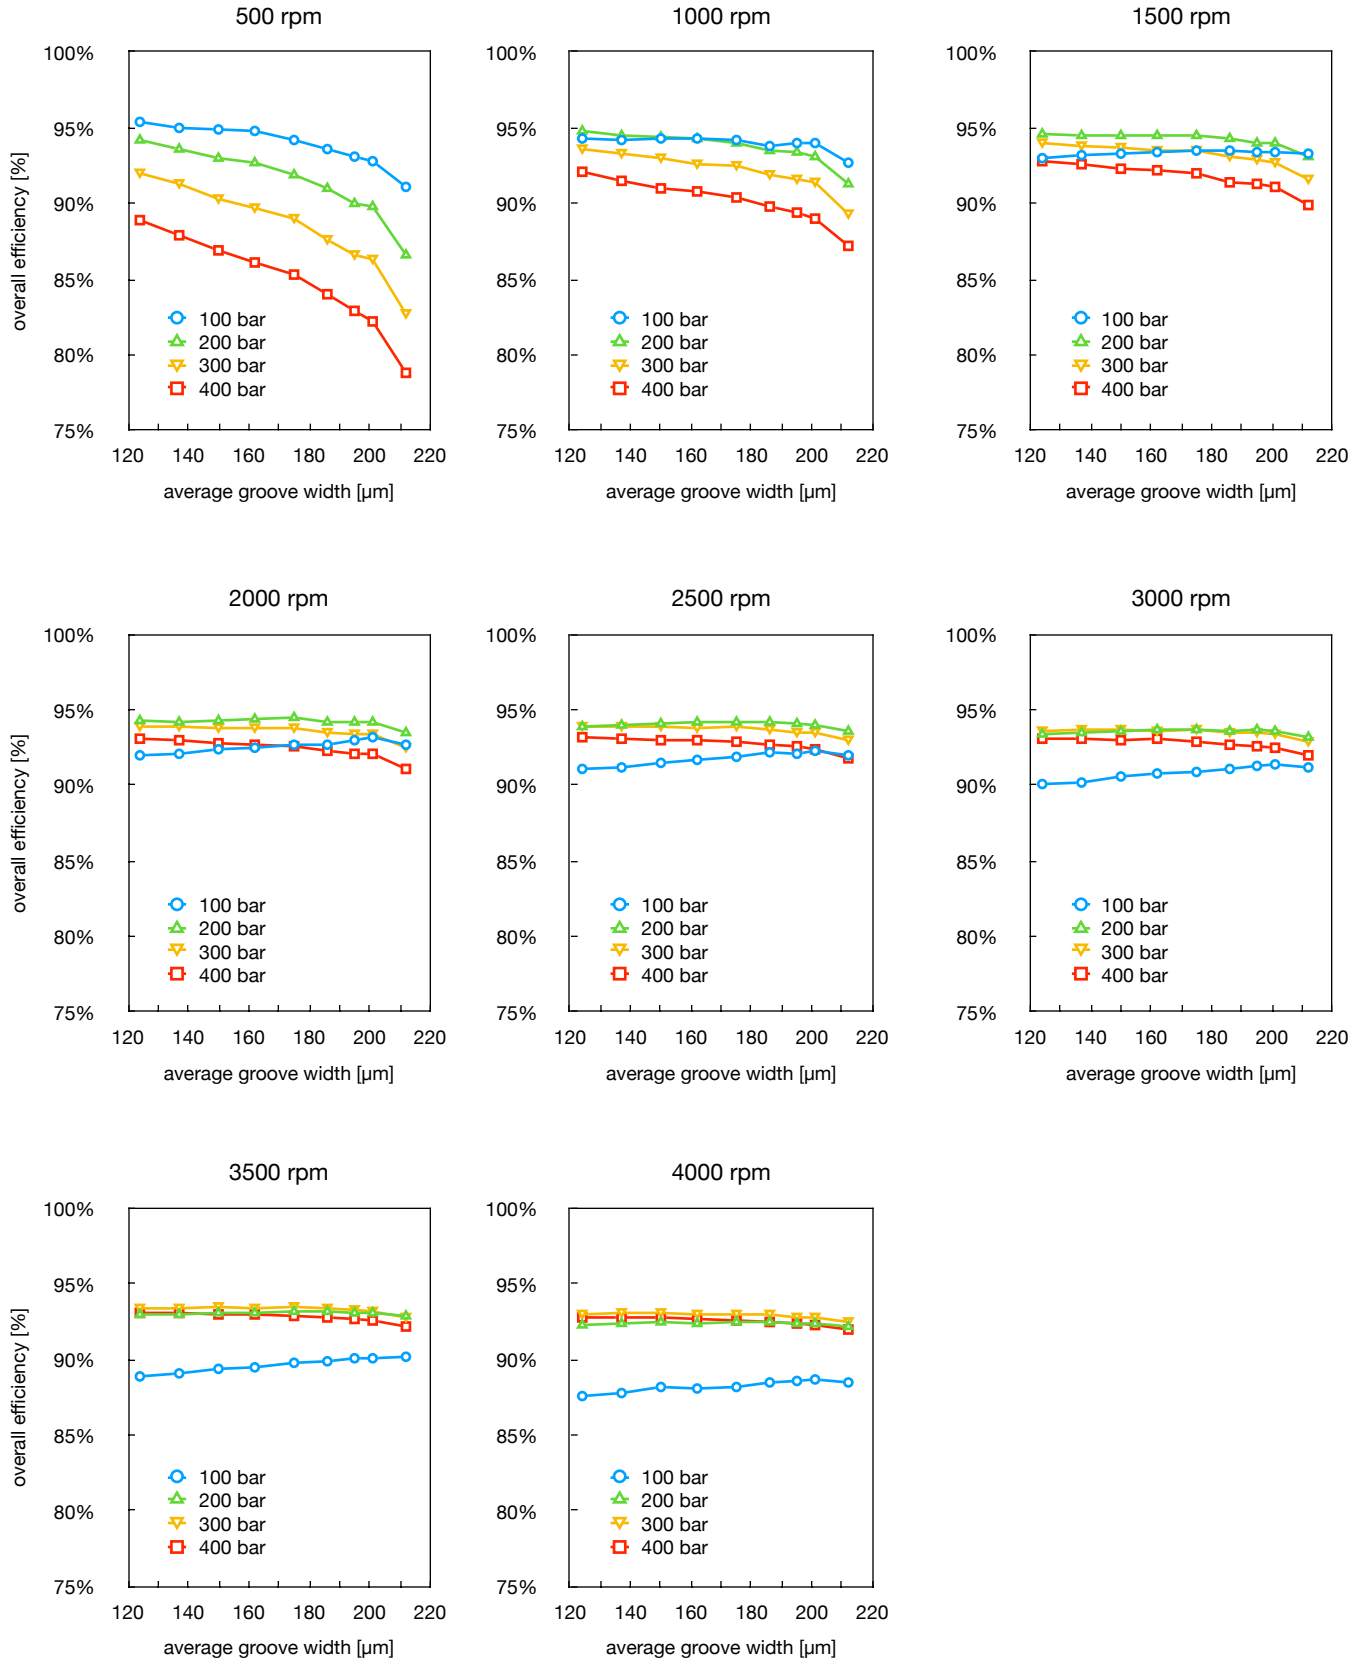 500 rpm
100%
95%
90%
85%
80%
75%
overall efficiency [%]
100 bar
200 bar
300 bar
400 bar
120 140 160 180 200 220
average groove width [µm]
1000 rpm
100%
95%
90%
85%
80%
75%
100 bar
200 bar
300 bar
400 bar
120 140 160 180 200 220
average groove width [µm]
1500 rpm
100%
95%
90%
85%
80%
75%
100 bar
200 bar
300 bar
400 bar
120 140 160 180 200 220
average groove width [µm]
2000 rpm
100%
95%
90%
85%
80%
75%
overall efficiency [%]
100 bar
200 bar
300 bar
400 bar
120 140 160 180 200 220
average groove width [µm]
2500 rpm
100%
95%
90%
85%
80%
75%
100 bar
200 bar
300 bar
400 bar
120 140 160 180 200 220
average groove width [µm]
3000 rpm
100%
95%
90%
85%
80%
75%
100 bar
200 bar
300 bar
400 bar
120 140 160 180 200 220
average groove width [µm]
3500 rpm
100%
95%
90%
85%
80%
75%
overall efficiency [%]
100 bar
200 bar
300 bar
400 bar
120 140 160 180 200 220
average groove width [µm]
4000 rpm
100%
95%
90%
85%
80%
75%
100 bar
200 bar
300 bar
400 bar
120 140 160 180 200 220
average groove width [µm]